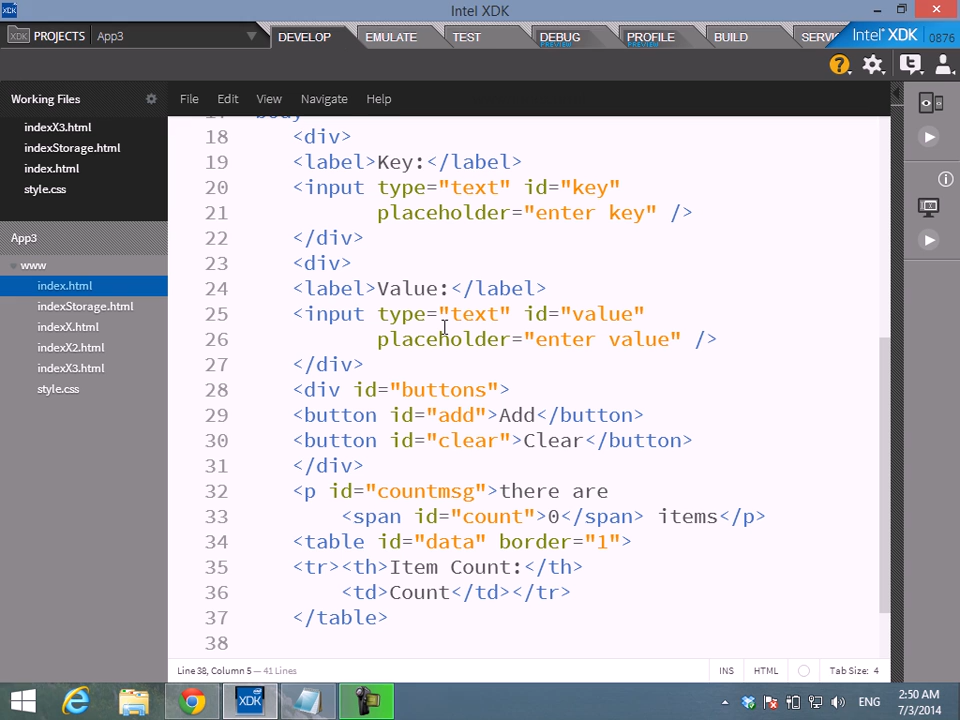 XDK
Intel XDK
XDK PROJECTS App3
DEVELOP EMULATE TEST DEBUG PREVIEW PROFILE PREVIEW BUILD SERV Intel® XDK 0876
Working Files
File Edit View Navigate Help
indexX3.html
indexStorage.html
index.html
style.css
App3
www
index.html
indexStorage.html
indexX.html
indexX2.html
indexX3.html
style.css
18 <div>
19 <label>Key:</label>
20 <input type="text" id="key"
21 placeholder="enter key" />
22 </div>
23 <div>
24 <label>Value:</label>
25 <input type="text" id="value"
26 placeholder="enter value" />
27 </div>
28 <div id="buttons">
29 <button id="add">Add</button>
30 <button id="clear">Clear</button>
31 </div>
32 <p id="countmsg">there are
33 <span id="count">0</span> items</p>
34 <table id="data" border="1">
35 <tr><th>Item Count:</th>
36 <td>Count</td></tr>
37 </table>
38
Line 38, Column 5 — 41 Lines INS HTML Tab Size: 4
XDK ENG 2:50 AM
7/3/2014